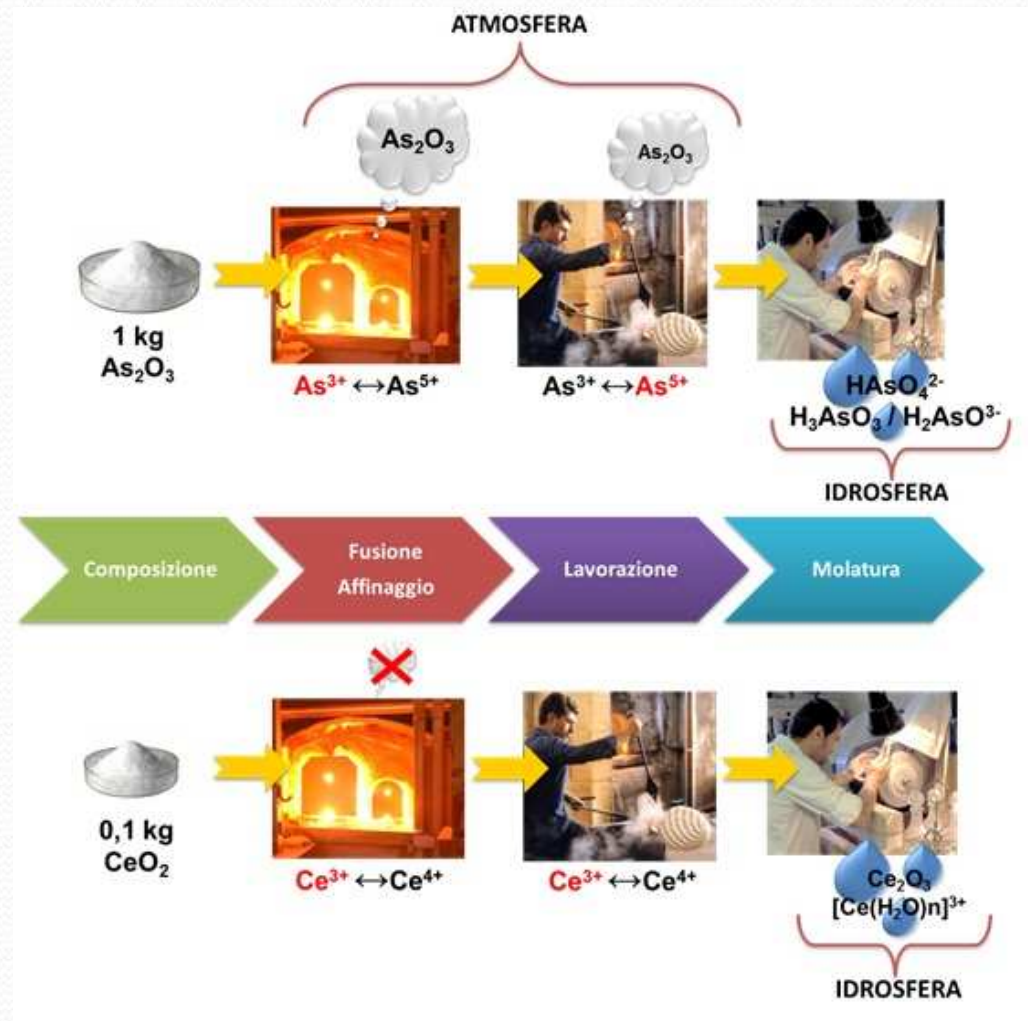 ATMOSFERA
As₂O₃
As₂O₃
1 kg
As₂O₃
As³⁺ ↔As⁵⁺
As³⁺ ↔As⁵⁺
HAsO₄²⁻
H₃AsO₃ / H₂AsO³⁻
IDROSFERA
Composizione
Fusione
Affinaggio
Lavorazione
Molatura
0,1 kg
CeO₂
Ce³⁺ ↔Ce⁴⁺
Ce³⁺ ↔Ce⁴⁺
Ce₂O₃
[Ce(H₂O)n]³⁺
IDROSFERA